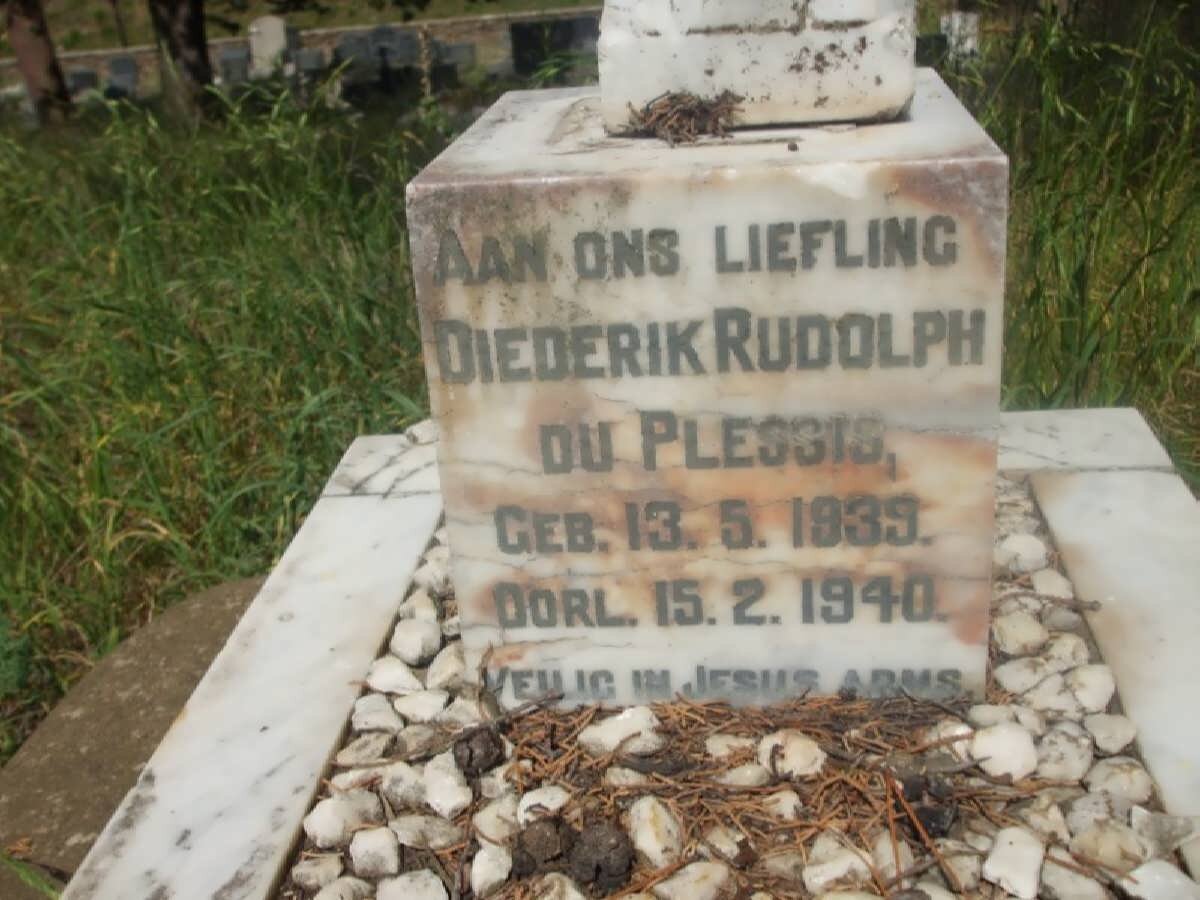 AAN ONS LIEFLING
DIEDERIK RUDOLPH
DU PLESSIS,
GEB. 13. 5. 1939.
OORL. 15. 2. 1940.
VEILIG IN JESUS ARMS